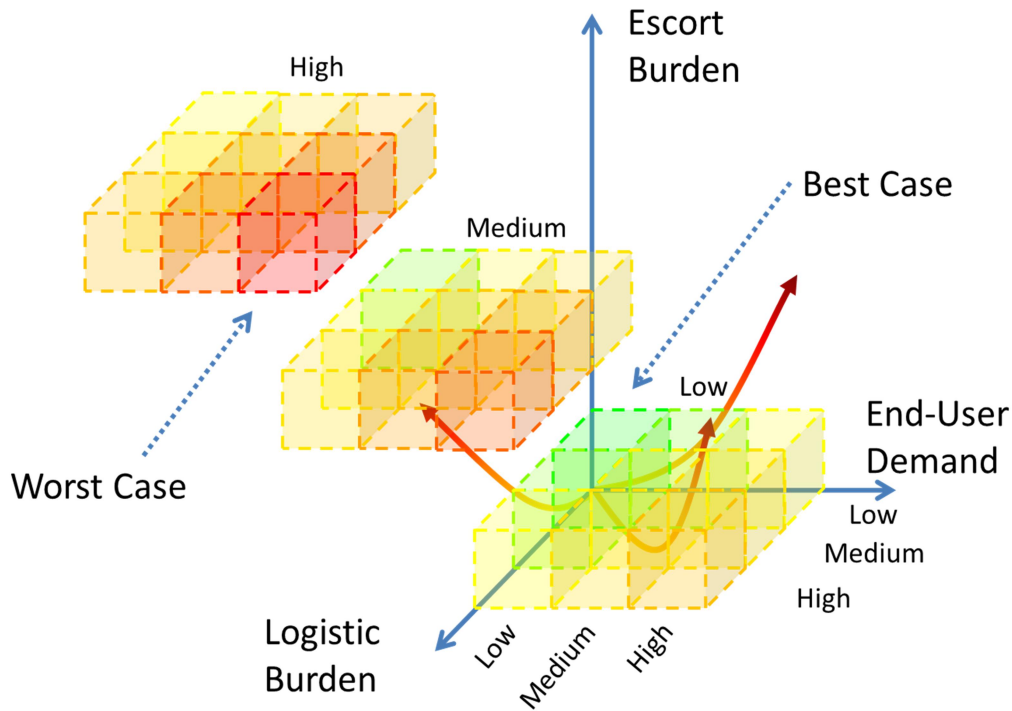 Escort
Burden
High
Best Case
Medium
Low
End-User
Demand
Worst Case
Low
Medium
High
Logistic
Burden
Low
Medium
High